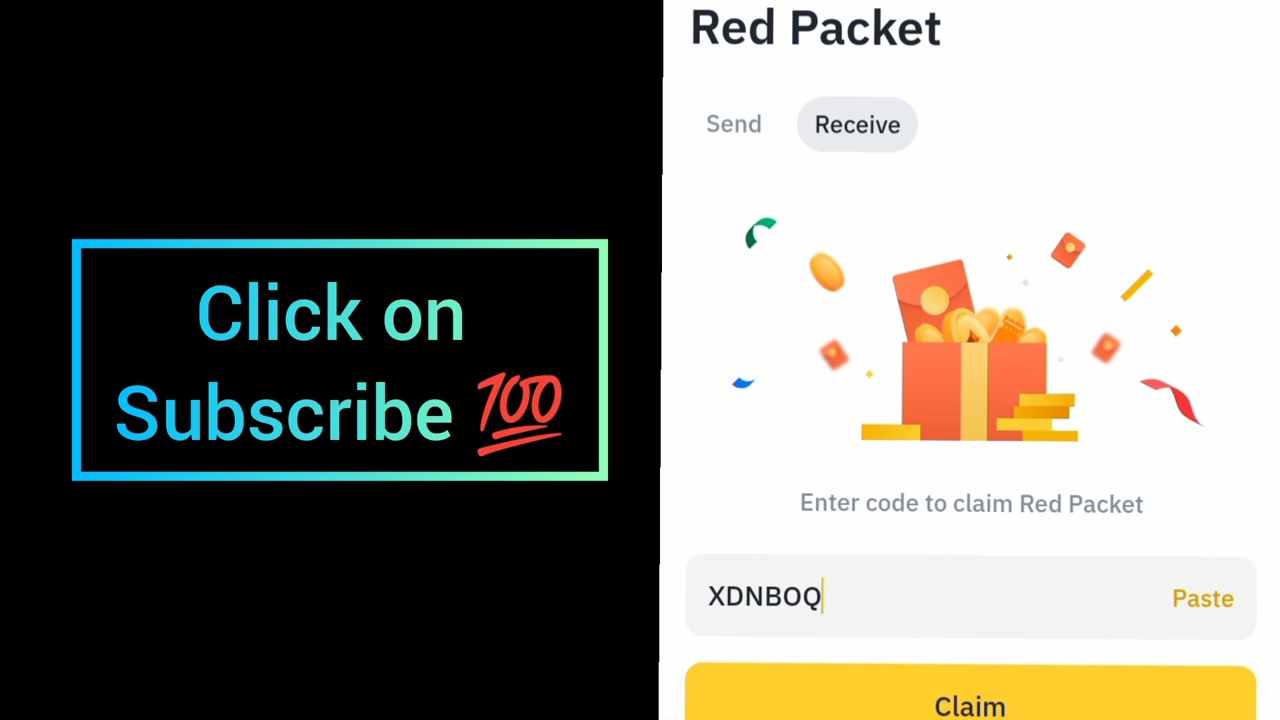 Click on
Subscribe 💯
Red Packet
Send
Receive
Enter code to claim Red Packet
XDNBOQ
Paste
Claim